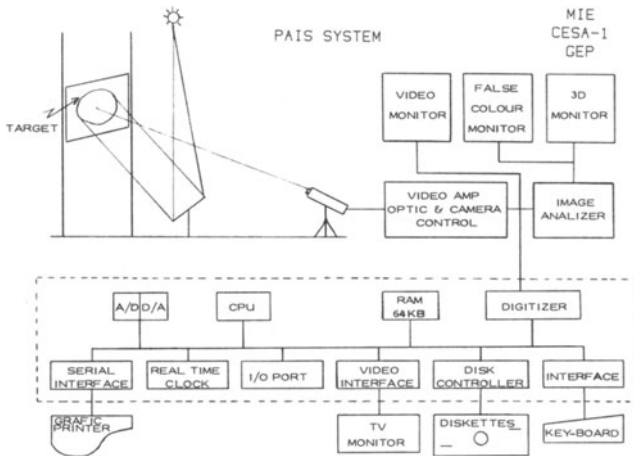 PAIS SYSTEM
MIE
CESA-1
GEP
TARGET
VIDEO
MONITOR
FALSE
COLOUR
MONITOR
3D
MONITOR
VIDEO AMP
OPTIC & CAMERA
CONTROL
IMAGE
ANALIZER
A/D D/A
CPU
RAM
64KB
DIGITIZER
SERIAL
INTERFACE
REAL TIME
CLOCK
I/O PORT
VIDEO
INTERFACE
DISK
CONTROLLER
INTERFACE
GRAFIC
PRINTER
TV
MONITOR
DISKETTES
KEY-BOARD